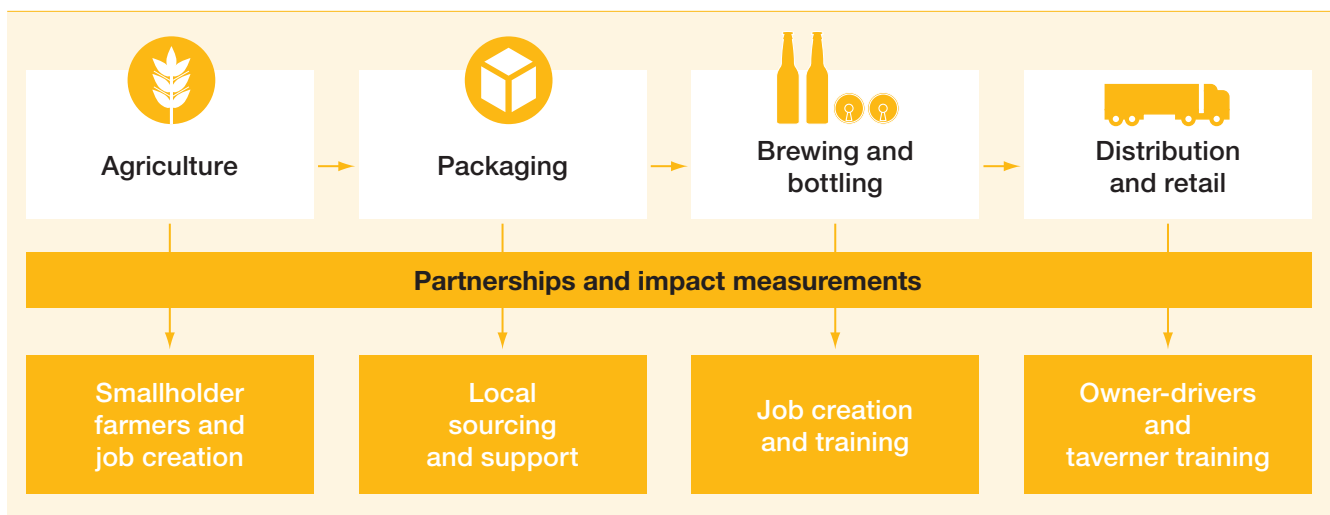 Agriculture
Packaging
Brewing and
bottling
Distribution
and retail
Partnerships and impact measurements
Smallholder
farmers and
job creation
Local
sourcing
and support
Job creation
and training
Owner-drivers
and
taverner training